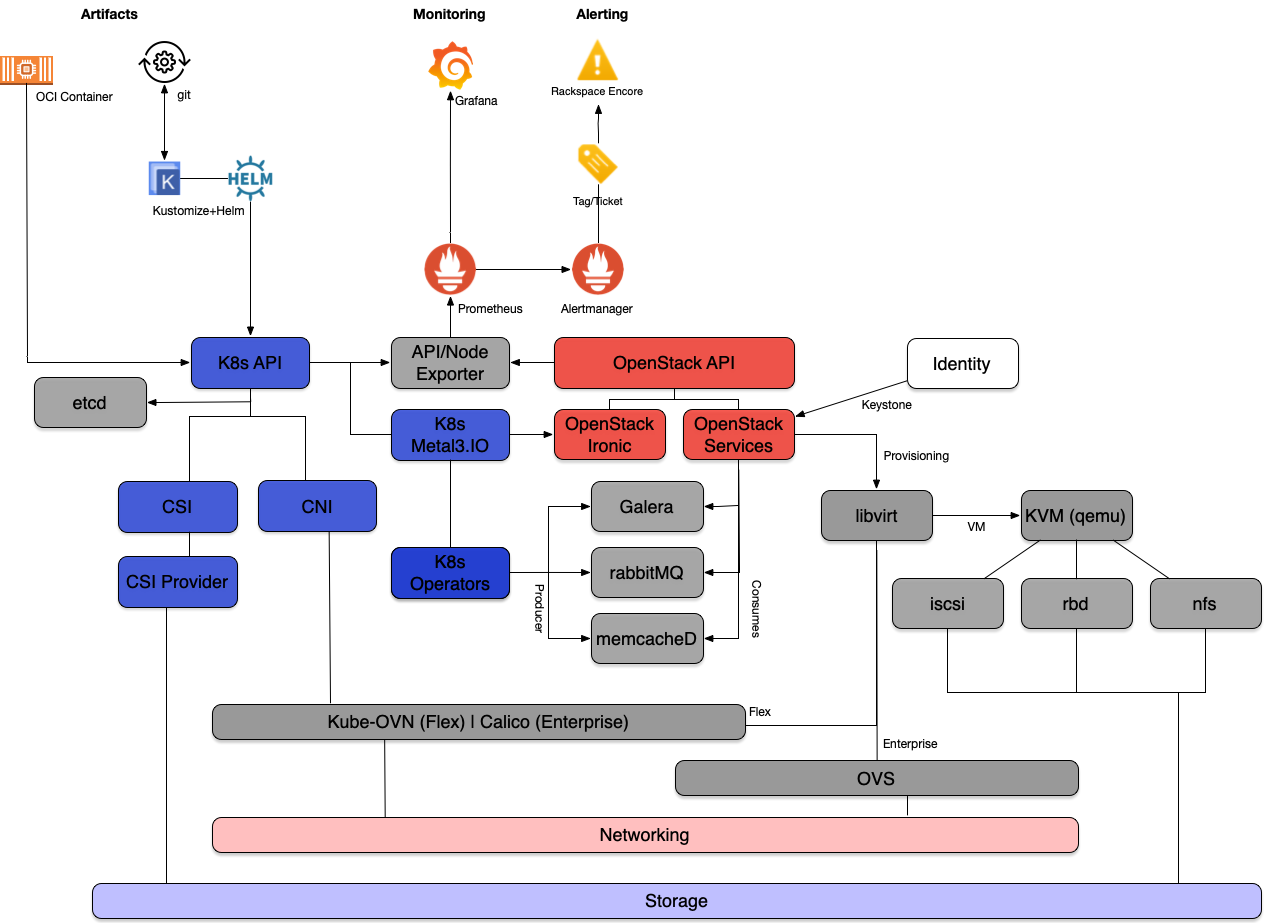 Artifacts
Monitoring
Alerting
OCI Container
git
Grafana
Rackspace Encore
K
HELM
Kustomize+Helm
Tag/Ticket
Prometheus
Alertmanager
K8s API
API/Node
Exporter
OpenStack API
Identity
etcd
Keystone
K8s
Metal3.IO
OpenStack
Ironic
OpenStack
Services
Provisioning
CSI
CNI
Galera
libvirt
VM
KVM (qemu)
CSI Provider
K8s
Operators
rabbitMQ
Producer
Consumes
memcacheD
iscsi
rbd
nfs
Kube-OVN (Flex) | Calico (Enterprise)
Flex
Enterprise
OVS
Networking
Storage